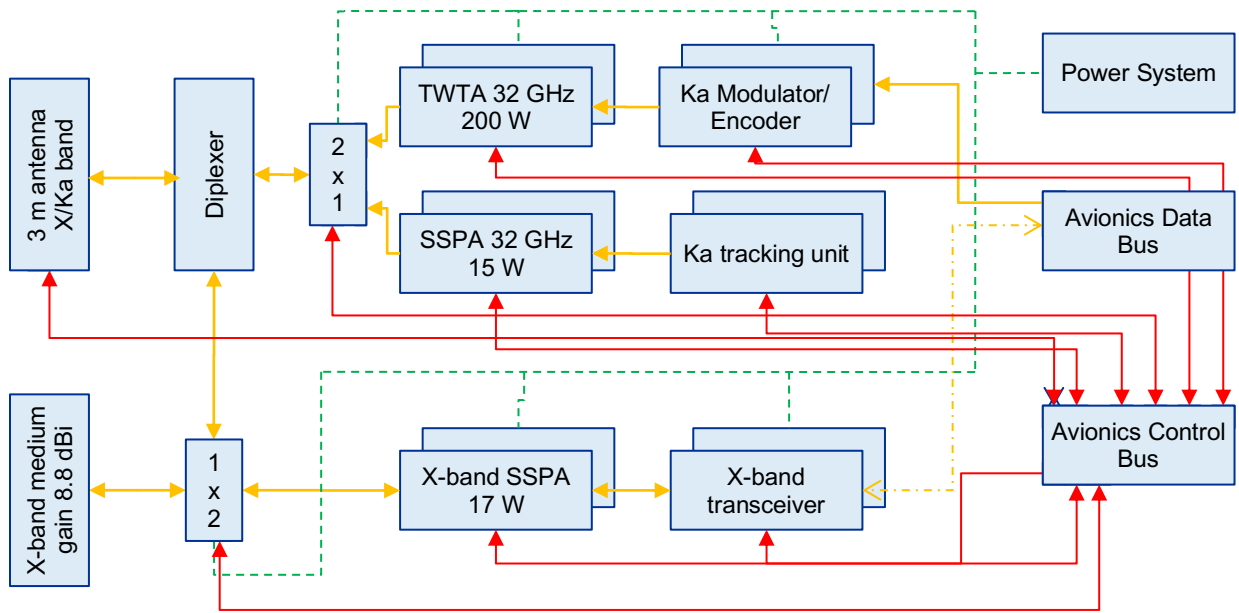 3 m antenna
X/Ka band
Diplexer
2
x
1
TWTA 32 GHz
200 W
Ka Modulator/
Encoder
Power System
SSPA 32 GHz
15 W
Ka tracking unit
Avionics Data
Bus
X-band medium
gain 8.8 dBi
1
x
2
X-band SSPA
17 W
X-band
transceiver
Avionics Control
Bus